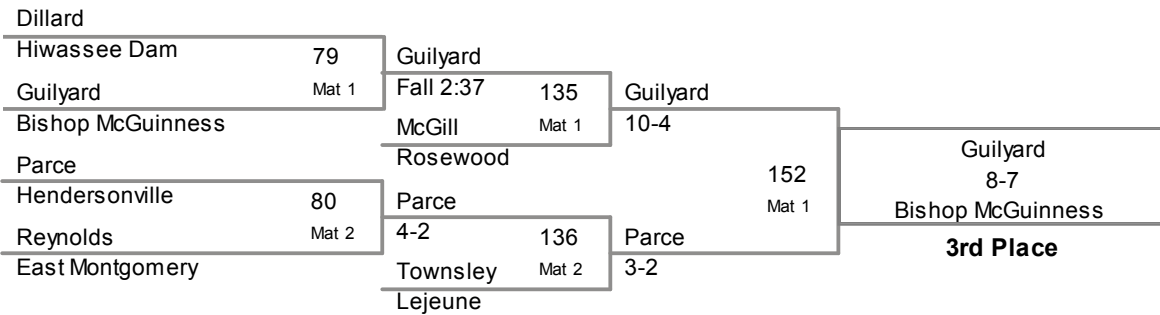 Dillard
Hiwassee Dam
79
Mat 1
Guilyard
Bishop McGuinness
Guilyard
Fall 2:37
135
Mat 1
McGill
Rosewood
Guilyard
10-4
Parce
Hendersonville
80
Mat 2
Reynolds
East Montgomery
Parce
4-2
136
Mat 2
Townsley
Lejeune
Parce
3-2
152
Mat 1
Guilyard
8-7
Bishop McGuinness
3rd Place